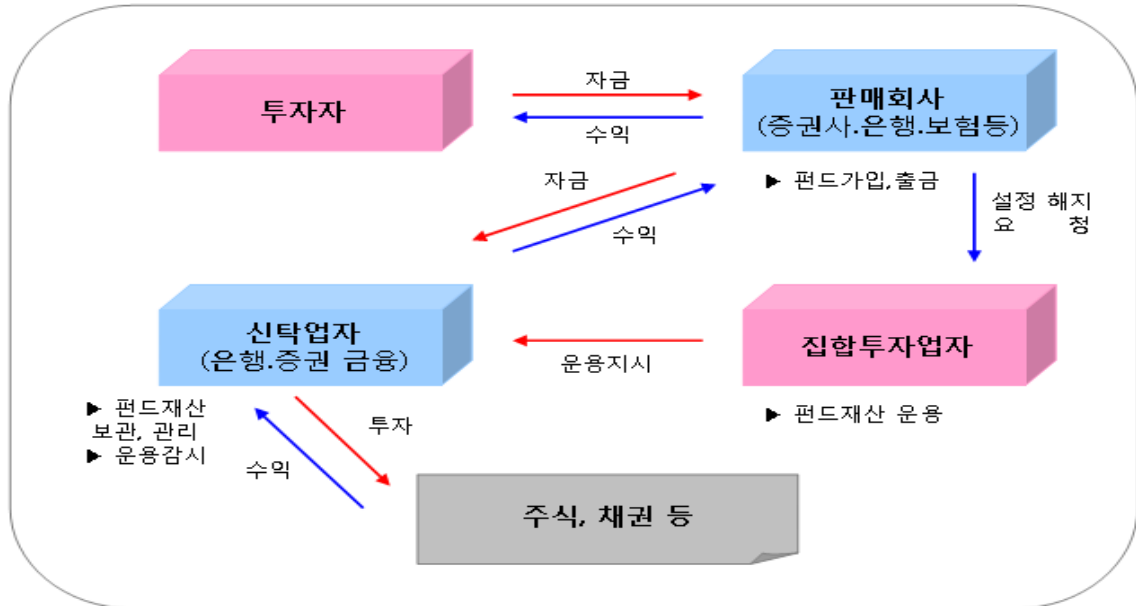 투자자
자금
수익
판매회사
(증권사.은행.보험등)
▶ 펀드가입,출금
자금
수익
설정 해지
요 청
신탁업자
(은행.증권 금융)
운용지시
집합투자업자
▶ 펀드재산
보관, 관리
▶ 운용감시
▶ 펀드재산 운용
투자
수익
주식, 채권 등